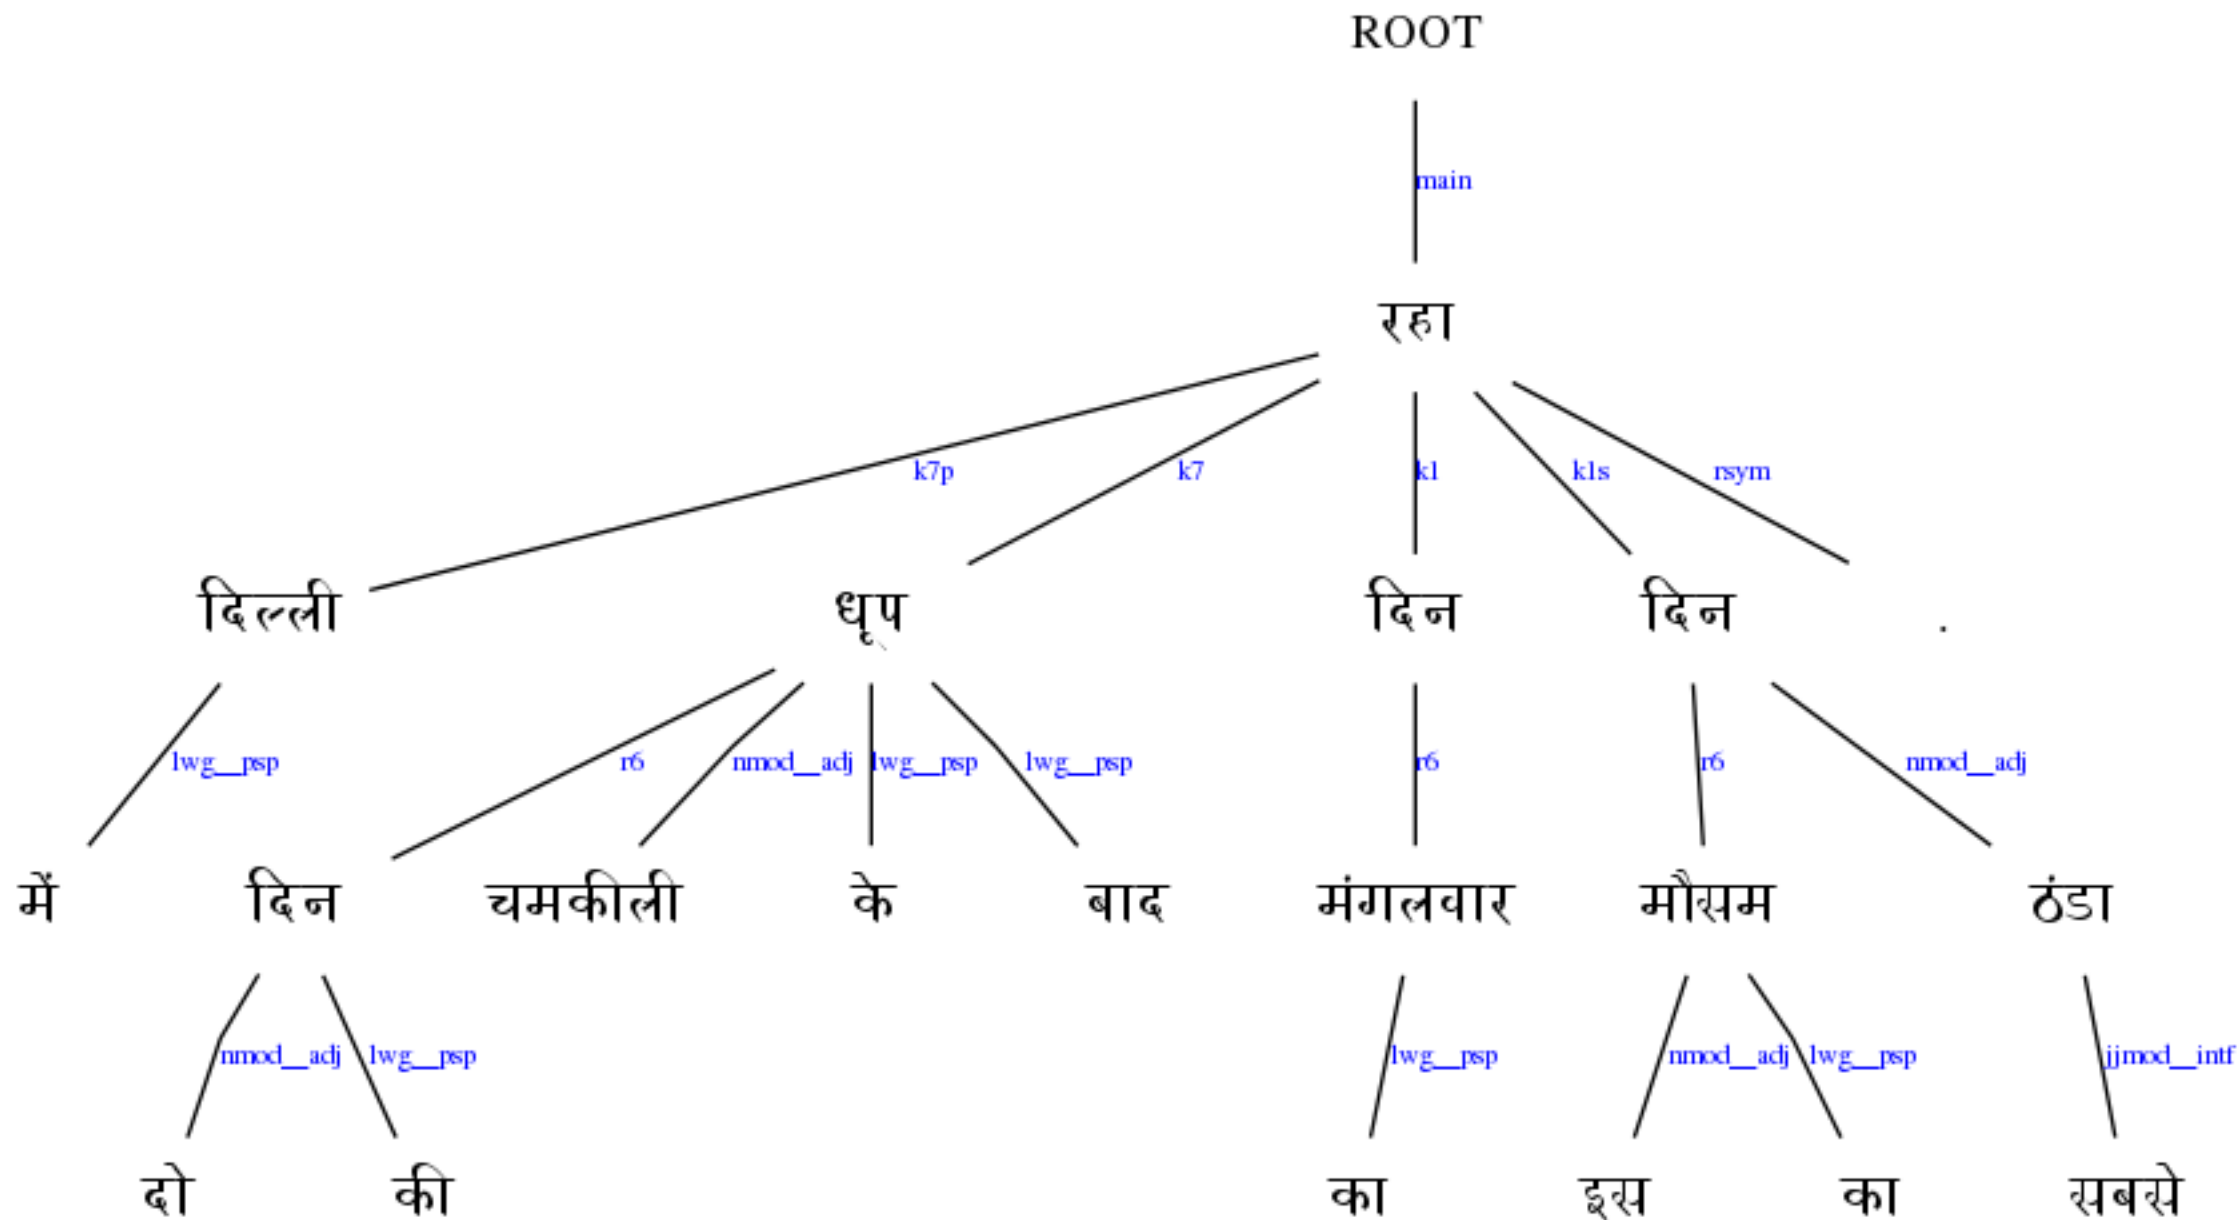 ROOT
main
रहा
k7p k7 k1 k1s rsym
दिल्ली धूप दिन दिन .
lwg__psp r6 nmod__adj lwg__psp lwg__psp r6 r6 nmod__adj
में दिन चमकीली के बाद मंगलवार मौसम ठंडा
nmod__adj lwg__psp lwg__psp nmod__adj lwg__psp jjmod__intf
दो की का इस का सबसे